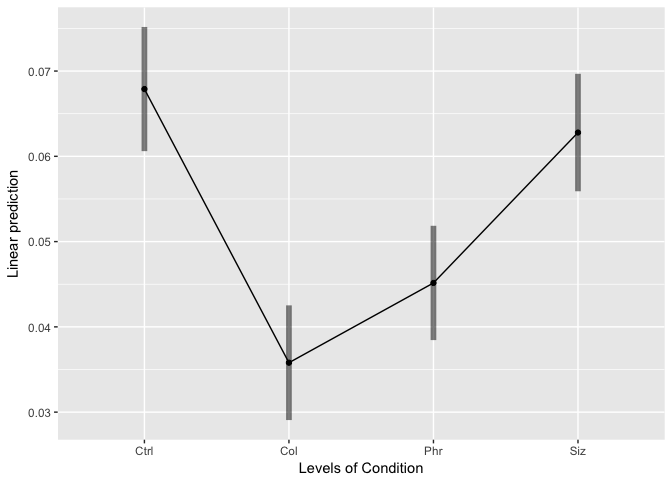 0.07
0.06
0.05
0.04
0.03
Linear prediction
Ctrl Col Phr Siz
Levels of Condition